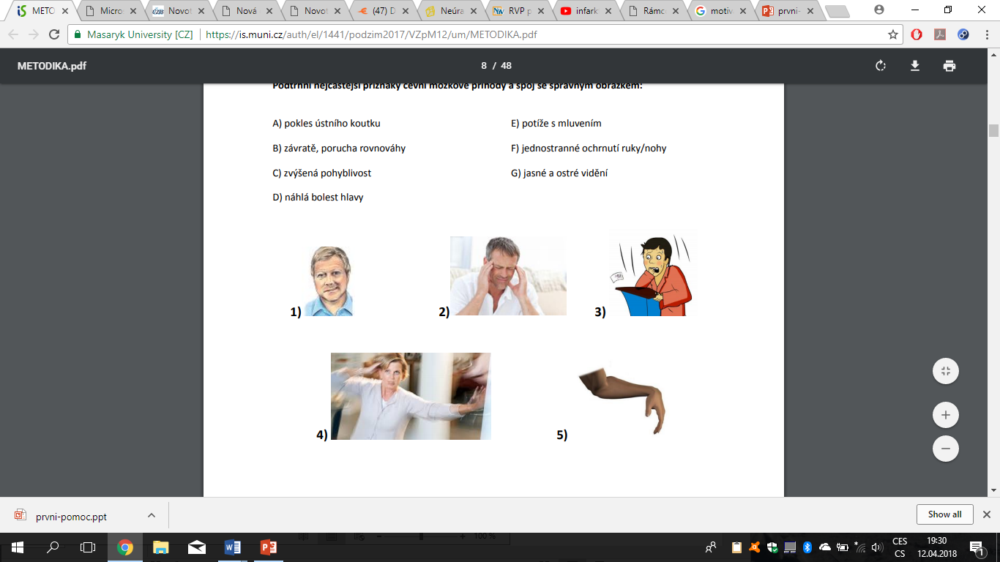 METO
Micro
Novot
Nová
Novot
(47) D
Neúra
RVP p
infark
Rámc
motiv
prvni-
Masaryk University [CZ]
https://is.muni.cz/auth/el/1441/podzim2017/VZpM12/um/METODIKA.pdf
METODIKA.pdf
8 / 48
Podtrhni nejčastější příznaky cévní mozkové příhody a spoj se správným obrázkem:
A) pokles ústního koutku
E) potíže s mluvením
B) závratě, porucha rovnováhy
F) jednostranné ochrnutí ruky/nohy
C) zvýšená pohyblivost
G) jasné a ostré vidění
D) náhlá bolest hlavy
1)
2)
3)
4)
5)
prvni-pomoc.ppt
Show all
100 %
CES
CS
19:30
12.04.2018
1